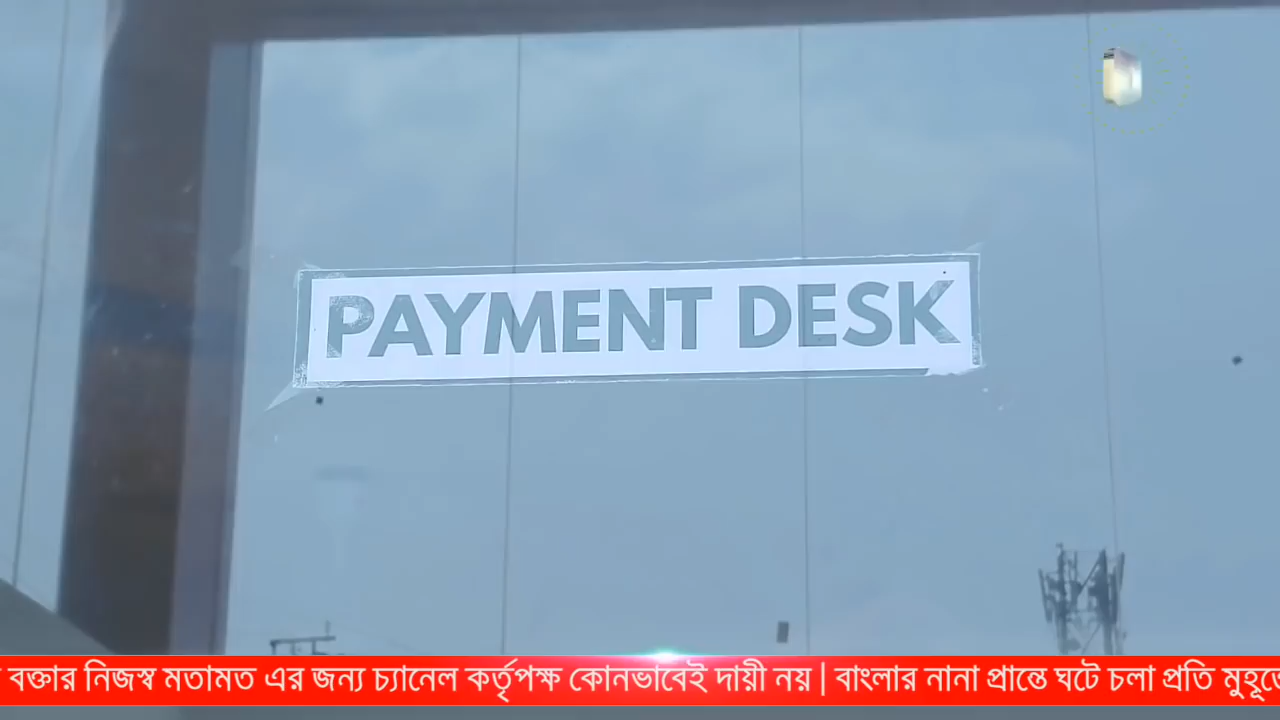 PAYMENT DESK
বক্তার নিজস্ব মতামত এর জন্য চ্যানেল কর্তৃপক্ষ কোনভাবেই দায়ী নয় | বাংলার নানা প্রান্তে ঘটে চলা প্রতি